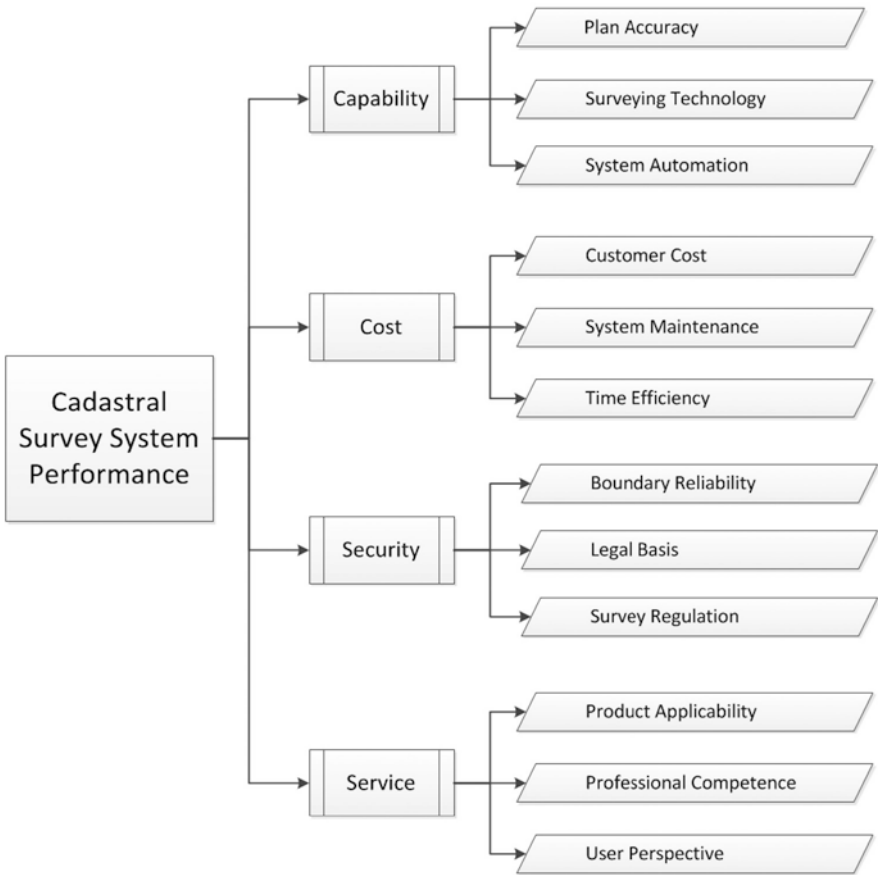 Cadastral
Survey System
Performance
Capability
Plan Accuracy
Surveying Technology
System Automation
Cost
Customer Cost
System Maintenance
Time Efficiency
Security
Boundary Reliability
Legal Basis
Survey Regulation
Service
Product Applicability
Professional Competence
User Perspective